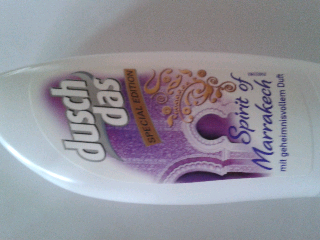 dusch
das
SPECIAL EDITION
Spirit of
Marrakech
mit geheimnisvollem Duft